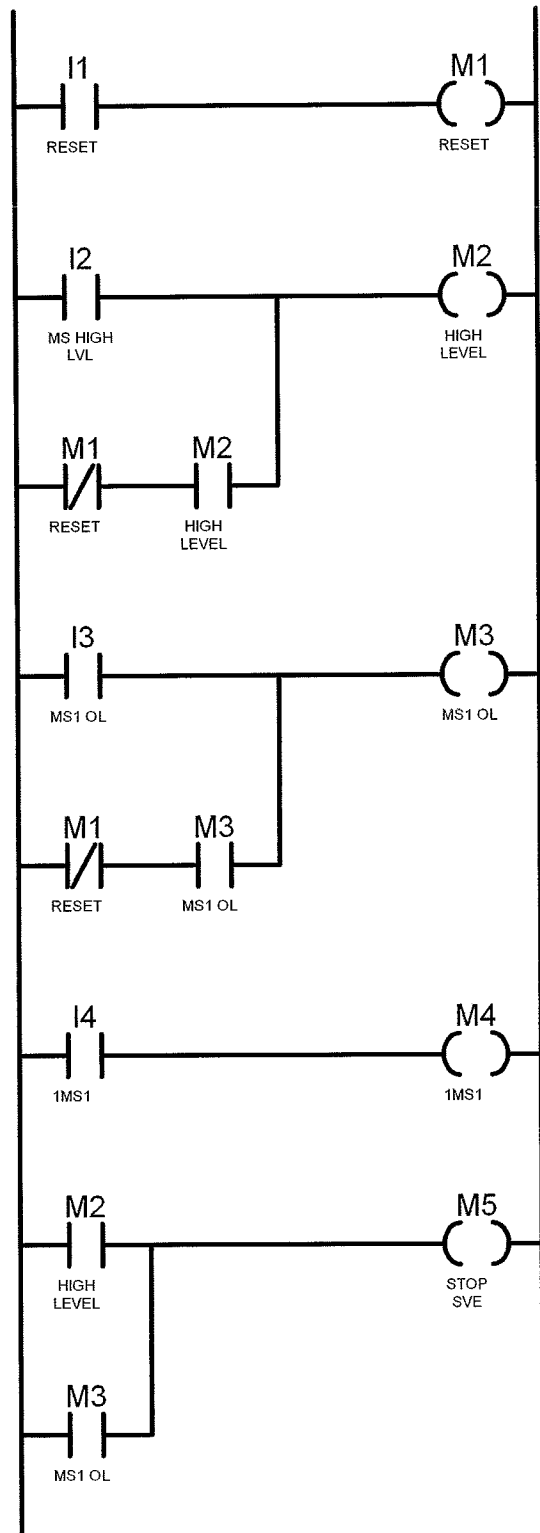 I1
M1
RESET
RESET
I2
M2
MS HIGH
LVL
HIGH
LEVEL
M1
M2
RESET
HIGH
LEVEL
I3
M3
MS1 OL
MS1 OL
M1
M3
RESET
MS1 OL
I4
M4
1MS1
1MS1
M2
M5
HIGH
LEVEL
STOP
SVE
M3
MS1 OL